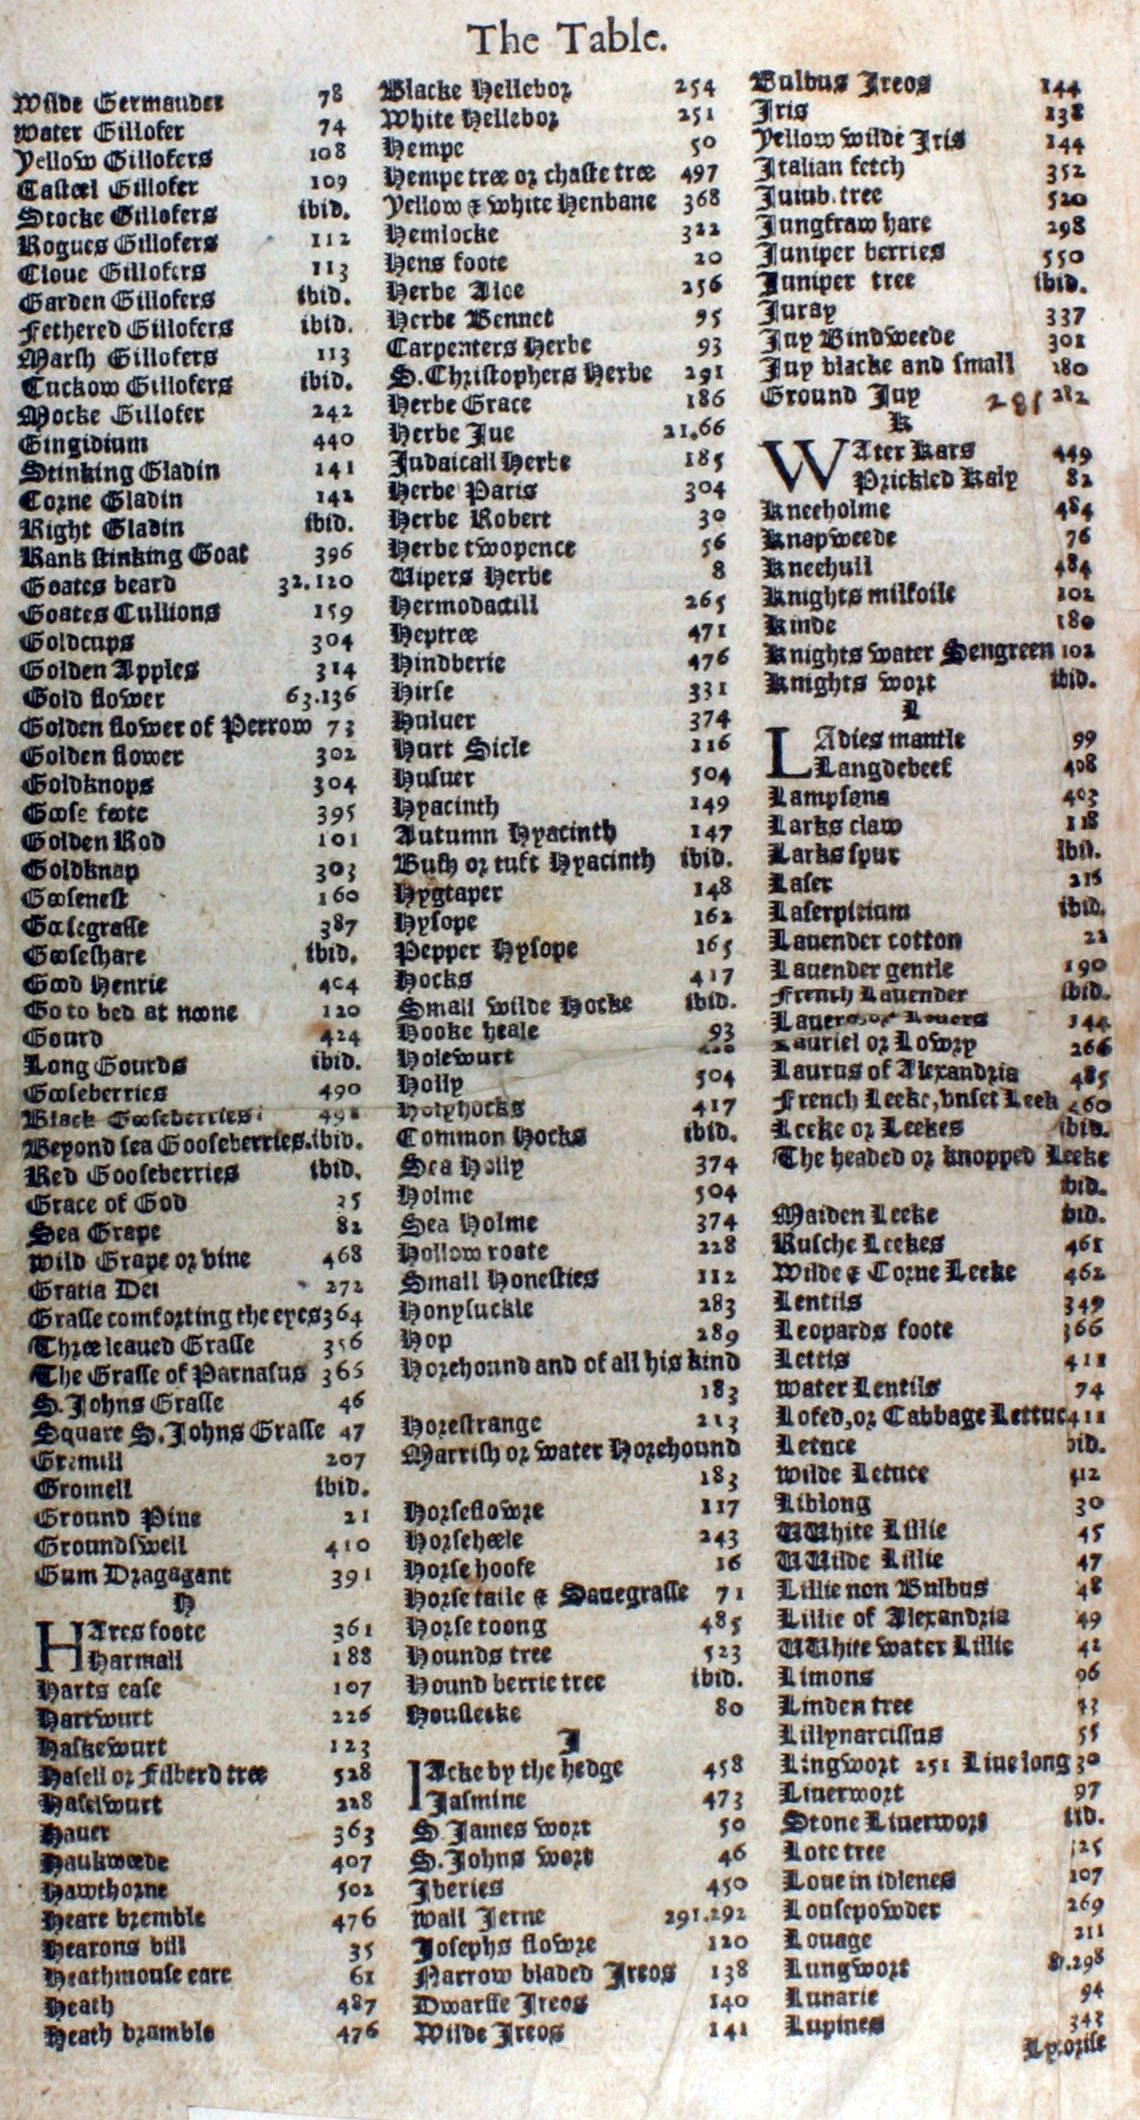 The Table.
Wilde Germander 78
Water Gillofer 74
Yellow Gillofers 108
Casteel Gillofer 109
Stocke Gillofers ibid.
Rogues Gillofers 112
Cloue Gillofers 113
Garden Gillofers ibid.
Fethered Gillofers ibid.
Marsh Gillofers 113
Cuckow Gillofers ibid.
Mocke Gillofer 242
Gingidium 440
Stinking Gladin 141
Corne Gladin 142
Right Gladin ibid.
Rank stinking Goat 396
Goates beard 32.120
Goates Cullions 159
Goldcups 304
Golden Apples 314
Gold flower 63.136
Golden flower of Perrow 73
Golden flower 302
Goldknops 304
Goose foote 395
Golden Rod 101
Goldknap 303
Goosenest 160
Goosegrasse 387
Gooseshare ibid.
Good Henrie 404
Go to bed at noone 120
Gourd 424
Long Gourds ibid.
Gooseberries 490
Black Gooseberries
Beyond sea Gooseberries. ibid.
Red Gooseberries ibid.
Grace of God 25
Sea Grape 82
Wild Grape or vine 468
Gratia Dei 272
Grasse comforting the eyes 364
Three leaued Grasse 356
The Grasse of Parnasus 365
S. Johns Grasse 46
Square S. Johns Grasse 47
Gremill 207
Gromell ibid.
Ground Pine 21
Groundswell 410
Gum Dragagant 391
H
HAres foote 361
Harmall 188
Harts ease 107
Hartwurt 226
Haskewurt 123
Hasell or Filberd tree 528
Haselwurt 228
Hauer 363
Haukweede 407
Hawthorne 502
Heare bremble 476
Hearons bill 35
Heathmouse eare 61
Heath 487
Heath bramble 476
Blacke Hellebor 254
White Hellebor 251
Hempe 50
Hempe tree or chaste tree 497
Yellow & white Henbane 368
Hemlocke 322
Hens foote 20
Herbe Aloe 256
Herbe Bennet 95
Carpenters Herbe 93
S. Christophers Herbe 291
Herbe Grace 186
Herbe Iue 21.66
Judaicall Herbe 185
Herbe Paris 304
Herbe Robert 30
Herbe twopence 56
Vipers Herbe 8
Hermodactill 265
Heptree 471
Hindberie 476
Hirse 331
Huluer 374
Hurt Sicle 116
Husuer 504
Hyacinth 149
Autumn Hyacinth 147
Bush or tuft Hyacinth ibid.
Hygtaper 148
Hysope 162
Pepper Hysope 165
Hocks 417
Small wilde Hocke ibid.
Hooke heale 93
Holewurt
Holly 504
Holyhocks 417
Common Hocks ibid.
Sea Holly 374
Holme 504
Sea Holme 374
Hollow roote 228
Small Honesties 112
Honysuckle 283
Hop 289
Horehound and of all his kind
183
Horestrange 213
Marrish or water Horehound
183
Horseflowre 117
Horseheele 243
Horse hoofe 16
Horse taile & Sauegrasse 71
Horse toong 485
Hounds tree 523
Hound berrie tree ibid.
Housleeke 80
J
JAcke by the hedge 458
Jasmine 473
S. James wort 50
S. Johns wort 46
Iberies 450
Wall Ierne 291.292
Josephs flowre 120
Narrow bladed Ireos 138
Dwarffe Ireos 140
Wilde Ireos 141
Bulbus Ireos 144
Iris 138
Yellow wilde Iris 144
Italian fetch 352
Juiub. tree 520
Jungfraw hare 298
Juniper berries 550
Juniper tree ibid.
Juray 337
Juy Bindweede 301
Juy blacke and small 280
Ground Juy 281 282
K
WAter Kars 449
Prickled Kaly 82
Kneeholme 484
Knapweede 76
Kneehull 484
Knights milfoile 102
Kinde 180
Knights water Sengreen 102
Knights wort ibid.
L
LAdies mantle 99
Langdebeef 408
Lampsana 403
Larks claw 118
Larks spur ibid.
Laser 216
Laserpitium ibid.
Lauender cotton 22
Lauender gentle 190
French Lauender ibid.
144
Lauriel or Lowry 266
Laurus of Alexandria 485
French Leeke, vnset Leek 460
Leeke or Leekes ibid.
The headed or knopped Leeke
ibid.
Maiden Leeke bid.
Rusche Leekes 461
Wilde & Corne Leeke 462
Lentils 349
Leopards foote 366
Lettis 411
Water Lentils 74
Losed, or Cabbage Lettuc 411
Letuce bid.
Wilde Letuce 412
Liblong 30
White Lillie 45
Wilde Lillie 47
Lillie non Bulbus 48
Lillie of Alexandria 49
White water Lillie 42
Limons 96
Linden tree
Lillynarcissus 55
Lingwort 251 Liuelong 30
Liuerwort 97
Stone Liuerwort
Lote tree
Loue in idlenes 107
Lousepowder 269
Louage 211
Lungwort
Lunarie 94
Lupines 343
Lycorise